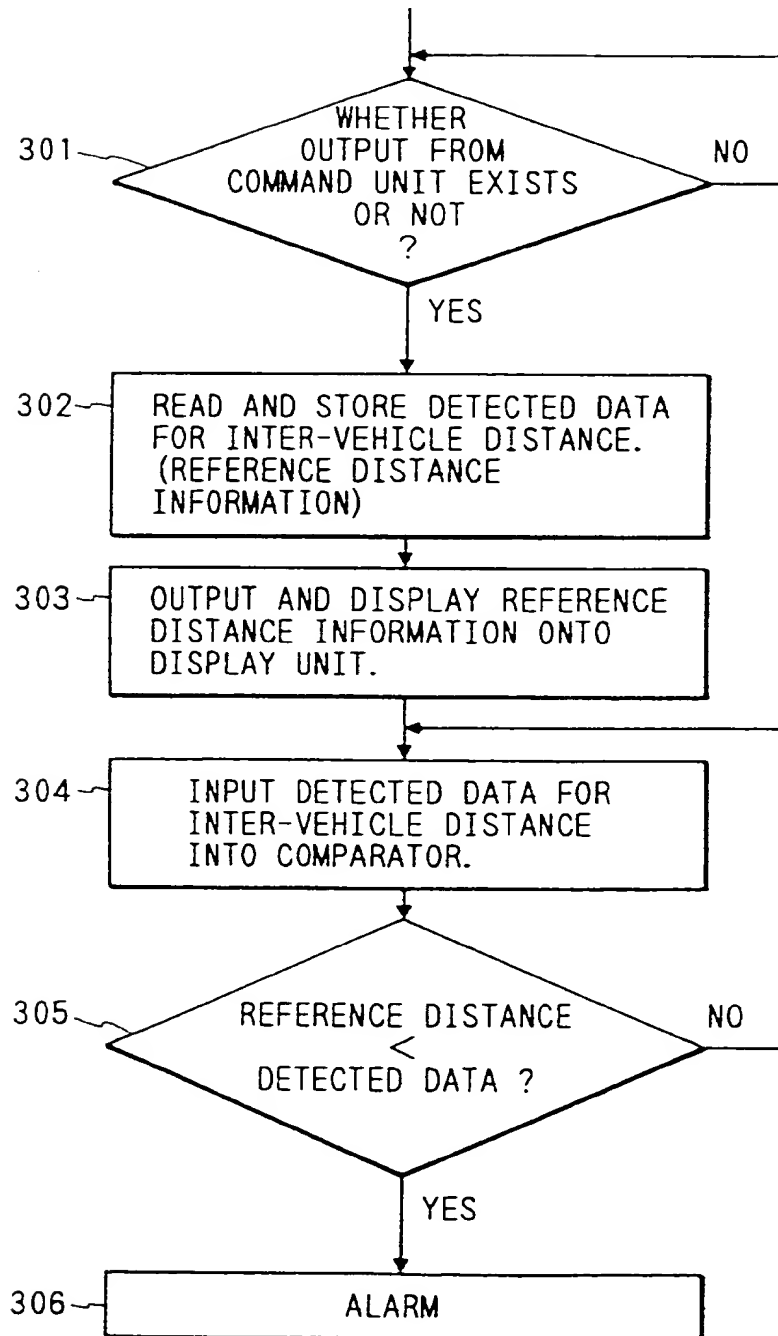 301
WHETHER
OUTPUT FROM
COMMAND UNIT EXISTS
OR NOT
?
NO
YES
302
READ AND STORE DETECTED DATA
FOR INTER-VEHICLE DISTANCE.
(REFERENCE DISTANCE
INFORMATION)
303
OUTPUT AND DISPLAY REFERENCE
DISTANCE INFORMATION ONTO
DISPLAY UNIT.
304
INPUT DETECTED DATA FOR
INTER-VEHICLE DISTANCE
INTO COMPARATOR.
305
REFERENCE DISTANCE
<
DETECTED DATA ?
NO
YES
306
ALARM